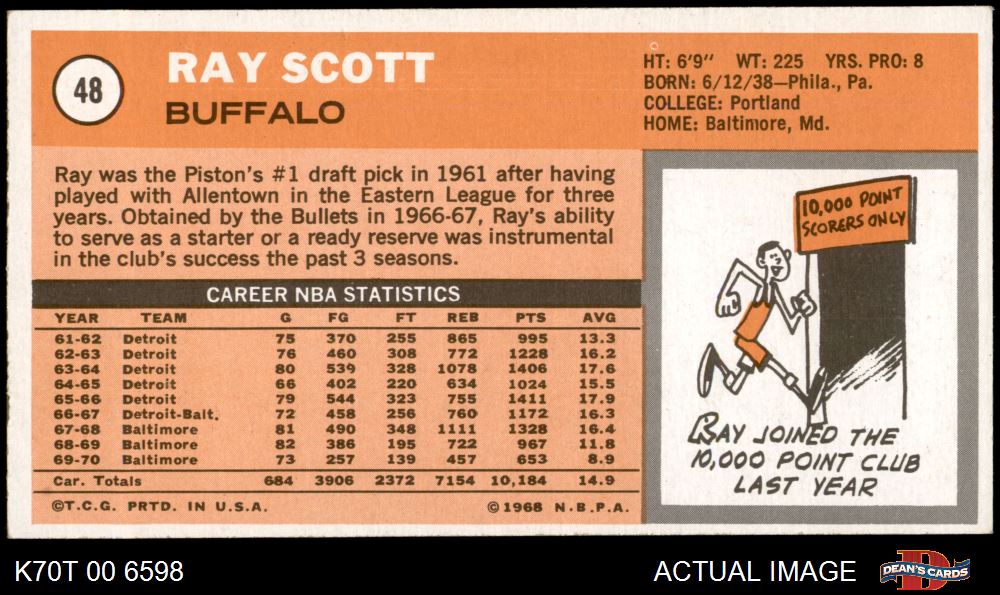 48
RAY SCOTT
BUFFALO
HT: 6'9" WT: 225 YRS. PRO: 8
BORN: 6/12/38—Phila., Pa.
COLLEGE: Portland
HOME: Baltimore, Md.
Ray was the Piston's #1 draft pick in 1961 after having
played with Allentown in the Eastern League for three
years. Obtained by the Bullets in 1966-67, Ray's ability
to serve as a starter or a ready reserve was instrumental
in the club's success the past 3 seasons.
CAREER NBA STATISTICS
YEAR TEAM G FG FT REB PTS AVG
61-62 Detroit 75 370 255 865 995 13.3
62-63 Detroit 76 460 308 772 1228 16.2
63-64 Detroit 80 539 328 1078 1406 17.6
64-65 Detroit 66 402 220 634 1024 15.5
65-66 Detroit 79 544 323 755 1411 17.9
66-67 Detroit-Balt. 72 458 256 760 1172 16.3
67-68 Baltimore 81 490 348 1111 1328 16.4
68-69 Baltimore 82 386 195 722 967 11.8
69-70 Baltimore 73 257 139 457 653 8.9
Car. Totals 684 3906 2372 7154 10,184 14.9
©T.C.G. PRTD. IN U.S.A. ©1968 N.B.P.A.
10,000 POINT
SCORERS ONLY
RAY JOINED THE
10,000 POINT CLUB
LAST YEAR
K70T 00 6598
ACTUAL IMAGE
D
DEAN'S CARDS